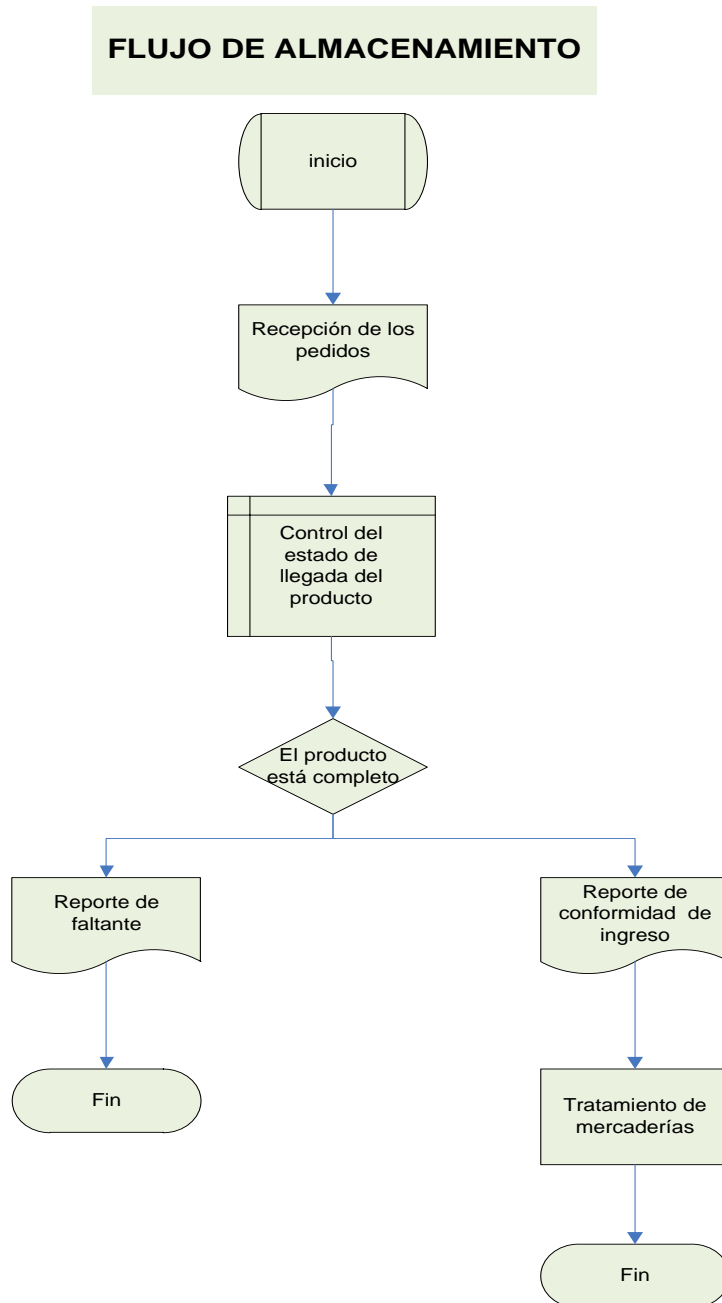 FLUJO DE ALMACENAMIENTO
inicio
Recepción de los
pedidos
Control del
estado de
llegada del
producto
El producto
está completo
Reporte de
faltante
Fin
Reporte de
conformidad de
ingreso
Tratamiento de
mercaderías
Fin